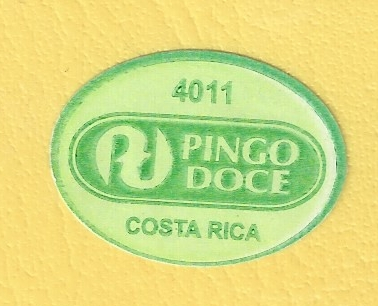 4011
PINGO
DOCE
COSTA RICA